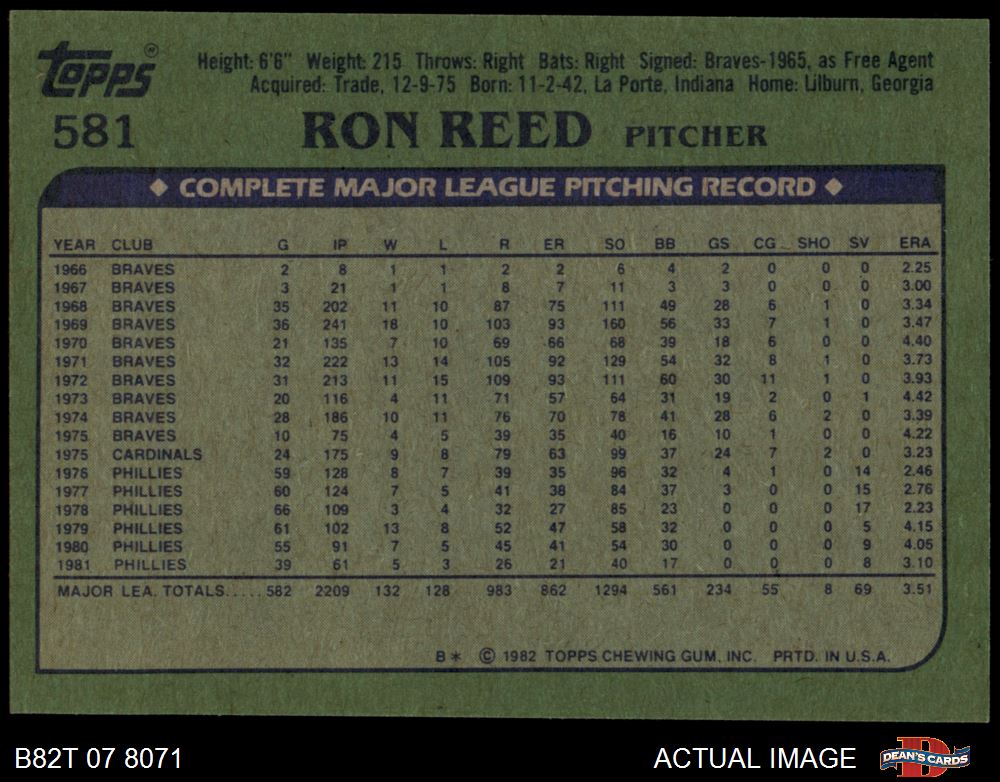 Topps®
Height: 6'6" Weight: 215 Throws: Right Bats: Right Signed: Braves-1965, as Free Agent
Acquired: Trade, 12-9-75 Born: 11-2-42, La Porte, Indiana Home: Lilburn, Georgia
581 RON REED PITCHER
◆ COMPLETE MAJOR LEAGUE PITCHING RECORD ◆
YEAR CLUB G IP W L R ER SO BB GS CG SHO SV ERA
1966 BRAVES 2 8 1 1 2 2 6 4 2 0 0 0 2.25
1967 BRAVES 3 21 1 1 8 7 11 3 3 0 0 0 3.00
1968 BRAVES 35 202 11 10 87 75 111 49 28 6 1 0 3.34
1969 BRAVES 36 241 18 10 103 93 160 56 33 7 1 0 3.47
1970 BRAVES 21 135 7 10 69 66 68 39 18 6 0 0 4.40
1971 BRAVES 32 222 13 14 105 92 129 54 32 8 1 0 3.73
1972 BRAVES 31 213 11 15 109 93 111 60 30 11 1 0 3.93
1973 BRAVES 20 116 4 11 71 57 64 31 19 2 0 1 4.42
1974 BRAVES 28 186 10 11 76 70 78 41 28 6 2 0 3.39
1975 BRAVES 10 75 4 5 39 35 40 16 10 1 0 0 4.22
1975 CARDINALS 24 175 9 8 79 63 99 37 24 7 2 0 3.23
1976 PHILLIES 59 128 8 7 39 35 96 32 4 1 0 14 2.46
1977 PHILLIES 60 124 7 5 41 38 84 37 3 0 0 15 2.76
1978 PHILLIES 66 109 3 4 32 27 85 23 0 0 0 17 2.23
1979 PHILLIES 61 102 13 8 52 47 58 32 0 0 0 5 4.15
1980 PHILLIES 55 91 7 5 45 41 54 30 0 0 0 9 4.05
1981 PHILLIES 39 61 5 3 26 21 40 17 0 0 0 8 3.10
MAJOR LEA. TOTALS..... 582 2209 132 128 983 862 1294 561 234 55 8 69 3.51
B* © 1982 TOPPS CHEWING GUM, INC. PRTD. IN U.S.A.
B82T 07 8071 ACTUAL IMAGE DEAN'S CARDS